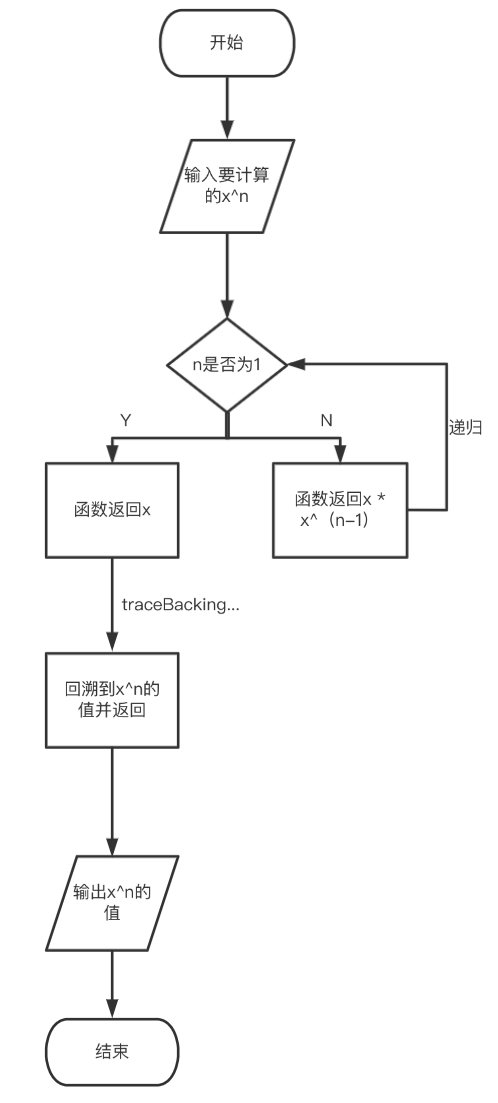 开始
输入要计算
的x^n
n是否为1
Y
N
递归
函数返回x
函数返回x *
x^（n-1）
traceBacking...
回溯到x^n的
值并返回
输出x^n的
值
结束